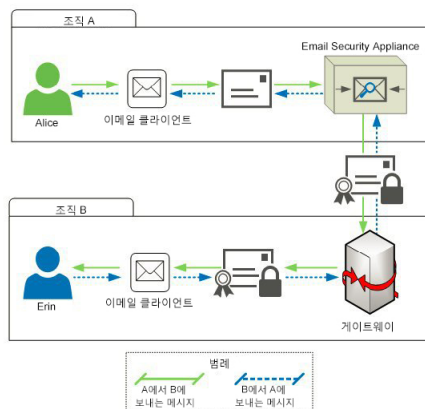 조직 A
Email Security Appliance
Alice
이메일 클라이언트
조직 B
Erin
이메일 클라이언트
게이트웨이
범례
A에서 B에
보내는 메시지
B에서 A에
보내는 메시지